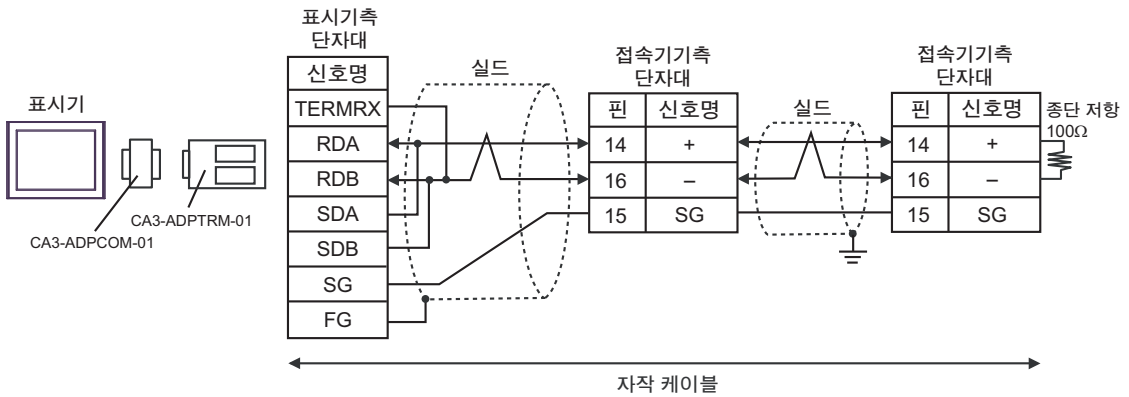 표시기
CA3-ADPCOM-01
CA3-ADPTRM-01
표시기측
단자대
신호명
TERMRX
RDA
RDB
SDA
SDB
SG
FG
실드
접속기기측
단자대
핀 신호명
14 +
16 –
15 SG
실드
접속기기측
단자대
핀 신호명
14 +
16 –
15 SG
종단 저항
100Ω
자작 케이블